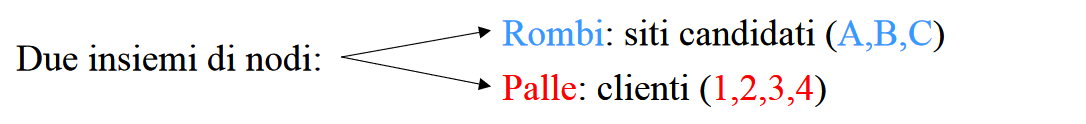 Due insiemi di nodi:
Rombi: siti candidati (A,B,C)
Palle: clienti (1,2,3,4)